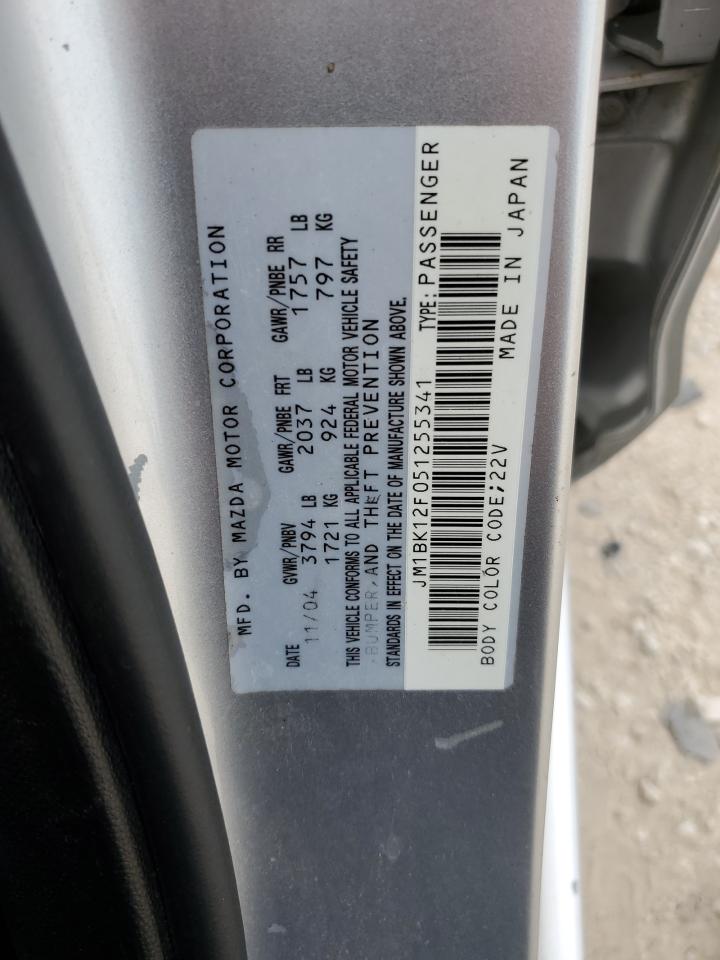 MFD. BY MAZDA MOTOR CORPORATION
DATE GVWR/PNBV GAWR/PNBE FRT GAWR/PNBE RR
11/04 3794 LB 2037 LB 1757 LB
1721 KG 924 KG 797 KG
THIS VEHICLE CONFORMS TO ALL APPLICABLE FEDERAL MOTOR VEHICLE SAFETY
,BUMPER,AND THEFT PREVENTION
STANDARDS IN EFFECT ON THE DATE OF MANUFACTURE SHOWN ABOVE.
JM1BK12F051255341 TYPE:PASSENGER
BODY COLOR CODE;22V MADE IN JAPAN